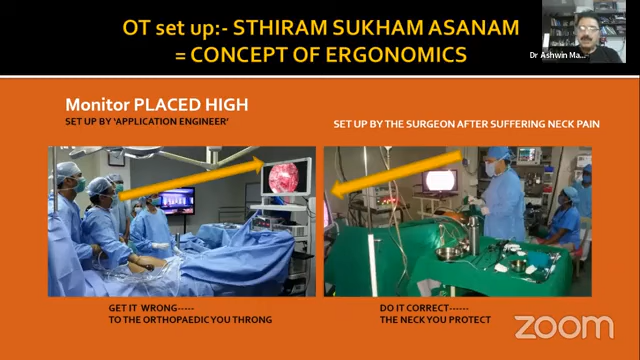 OT set up:- STHIRAM SUKHAM ASANAM
= CONCEPT OF ERGONOMICS
Dr Ashwin Ma...
Monitor PLACED HIGH
SET UP BY ‘APPLICATION ENGINEER’
SET UP BY THE SURGEON AFTER SUFFERING NECK PAIN
GET IT WRONG-----
TO THE ORTHOPAEDIC YOU THRONG
DO IT CORRECT------
THE NECK YOU PROTECT
zoom